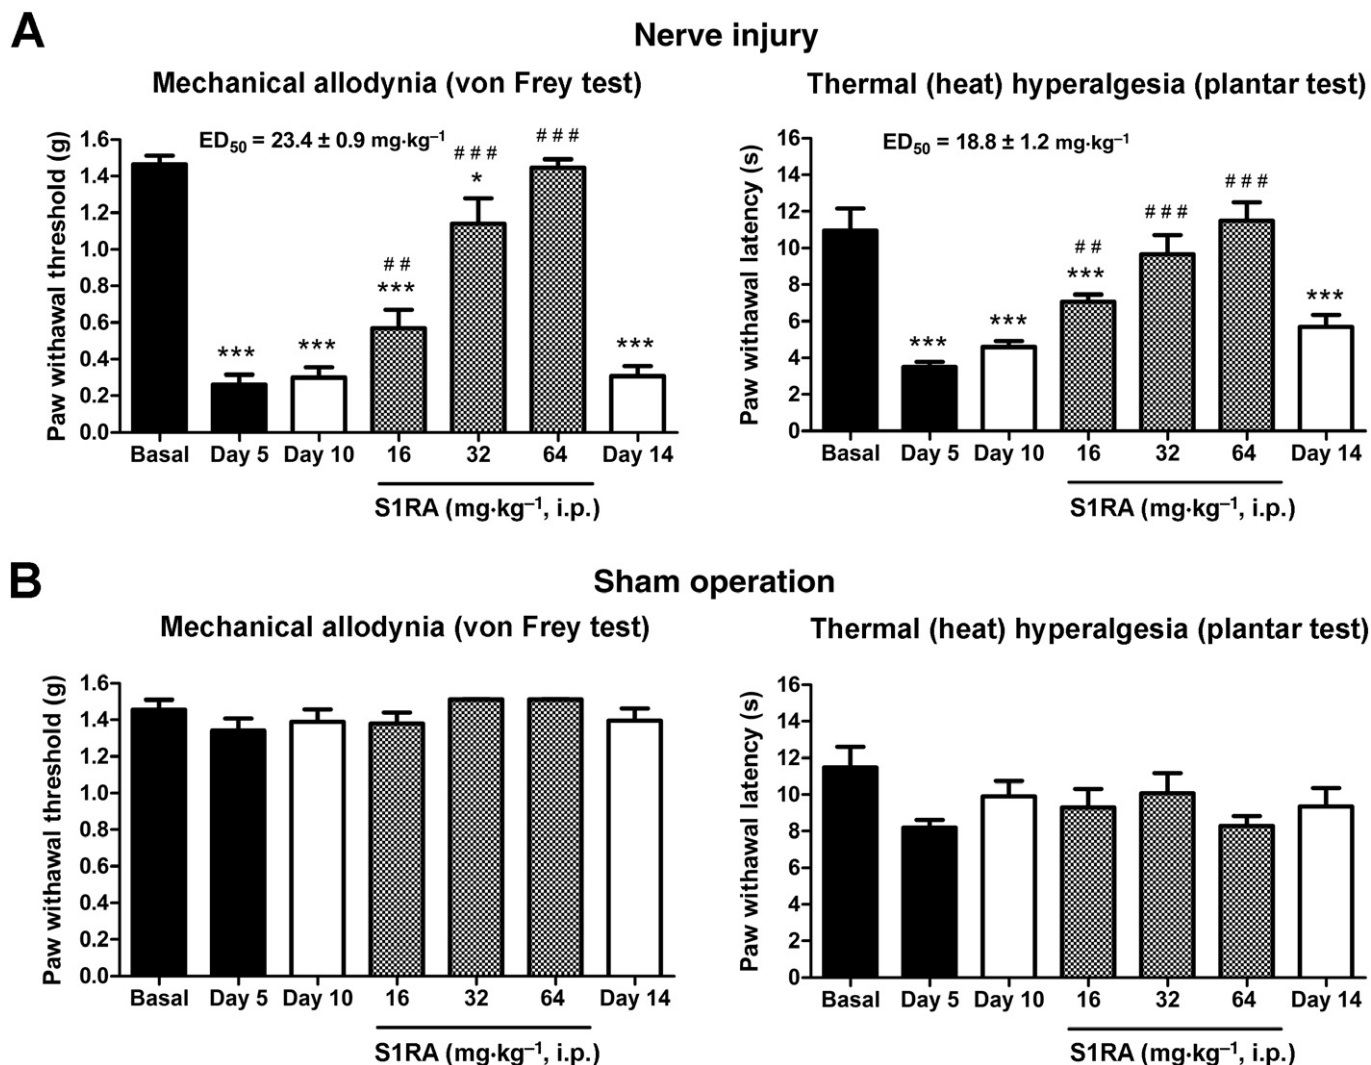 A
Nerve injury
Mechanical allodynia (von Frey test)
Paw withdrawal threshold (g)
1.6
1.4
1.2
1.0
0.8
0.6
0.4
0.2
0.0
ED50 = 23.4 ± 0.9 mg·kg–1
***
***
##
***
###
*
###
***
Basal Day 5 Day 10 16 32 64 Day 14
S1RA (mg·kg–1, i.p.)
Thermal (heat) hyperalgesia (plantar test)
Paw withdrawal latency (s)
16
14
12
10
8
6
4
2
0
ED50 = 18.8 ± 1.2 mg·kg–1
***
***
##
***
###
###
***
Basal Day 5 Day 10 16 32 64 Day 14
S1RA (mg·kg–1, i.p.)
B
Sham operation
Mechanical allodynia (von Frey test)
Paw withdrawal threshold (g)
1.6
1.4
1.2
1.0
0.8
0.6
0.4
0.2
0.0
Basal Day 5 Day 10 16 32 64 Day 14
S1RA (mg·kg–1, i.p.)
Thermal (heat) hyperalgesia (plantar test)
Paw withdrawal latency (s)
16
14
12
10
8
6
4
2
0
Basal Day 5 Day 10 16 32 64 Day 14
S1RA (mg·kg–1, i.p.)